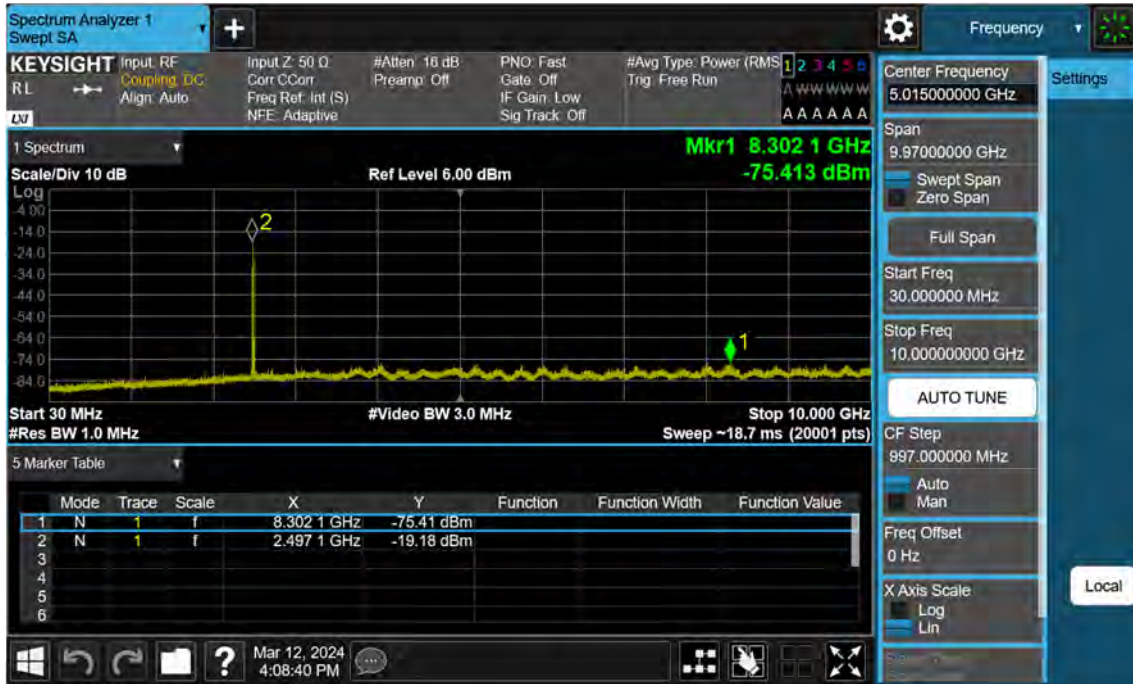 Spectrum Analyzer 1
Swept SA
+
Frequency
KEYSIGHT
RL
LXI
Input: RF
Coupling: DC
Align: Auto
Input Z: 50 Ω
Corr CCorr
Freq Ref: Int (S)
NFE: Adaptive
#Atten: 16 dB
Preamp: Off
PNO: Fast
Gate: Off
IF Gain: Low
Sig Track: Off
#Avg Type: Power (RMS
Trig: Free Run
1 2 3 4 5 6
A W W W W W
A A A A A A
Center Frequency
5.015000000 GHz
Settings
1 Spectrum
Scale/Div 10 dB
Ref Level 6.00 dBm
Mkr1 8.302 1 GHz
-75.413 dBm
Log
-4.00
-14.0
-24.0
-34.0
-44.0
-54.0
-64.0
-74.0
-84.0
2
1
Start 30 MHz
#Video BW 3.0 MHz
Stop 10.000 GHz
#Res BW 1.0 MHz
Sweep ~18.7 ms (20001 pts)
Span
9.97000000 GHz
Swept Span
Zero Span
Full Span
Start Freq
30.000000 MHz
Stop Freq
10.000000000 GHz
AUTO TUNE
CF Step
997.000000 MHz
Auto
Man
Freq Offset
0 Hz
X Axis Scale
Log
Lin
Local
5 Marker Table
Mode Trace Scale X Y Function Function Width Function Value
1 N 1 f 8.302 1 GHz -75.41 dBm
2 N 1 f 2.497 1 GHz -19.18 dBm
3
4
5
6
?
Mar 12, 2024
4:08:40 PM